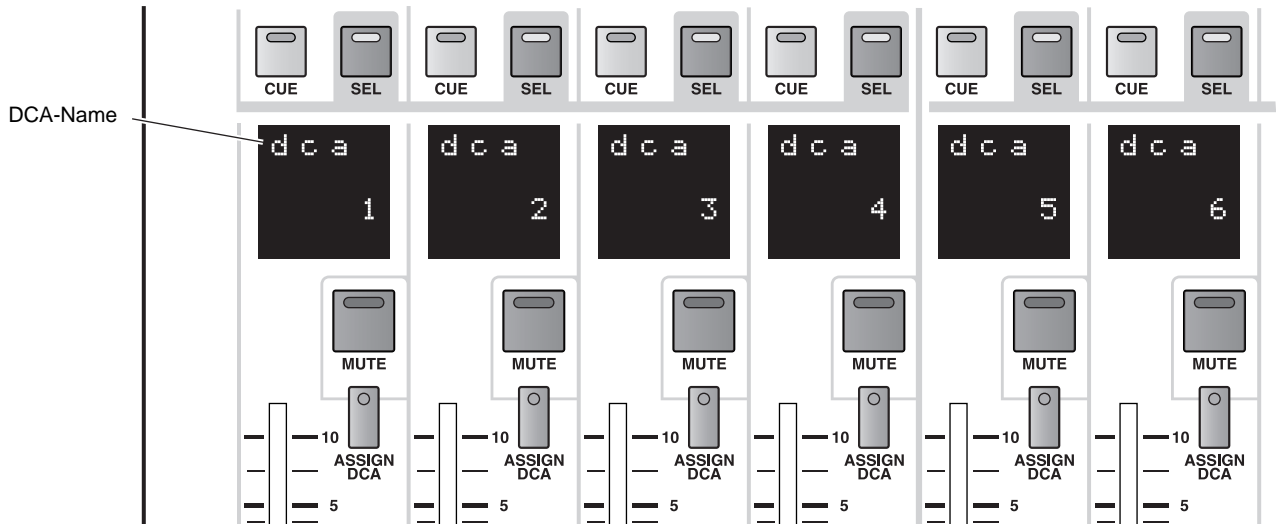 CUE SEL CUE SEL CUE SEL CUE SEL CUE SEL CUE SEL
DCA-Name
dca dca dca dca dca dca
1 2 3 4 5 6
MUTE MUTE MUTE MUTE MUTE MUTE
10 10 10 10 10 10
ASSIGN ASSIGN ASSIGN ASSIGN ASSIGN ASSIGN
DCA DCA DCA DCA DCA DCA
5 5 5 5 5 5